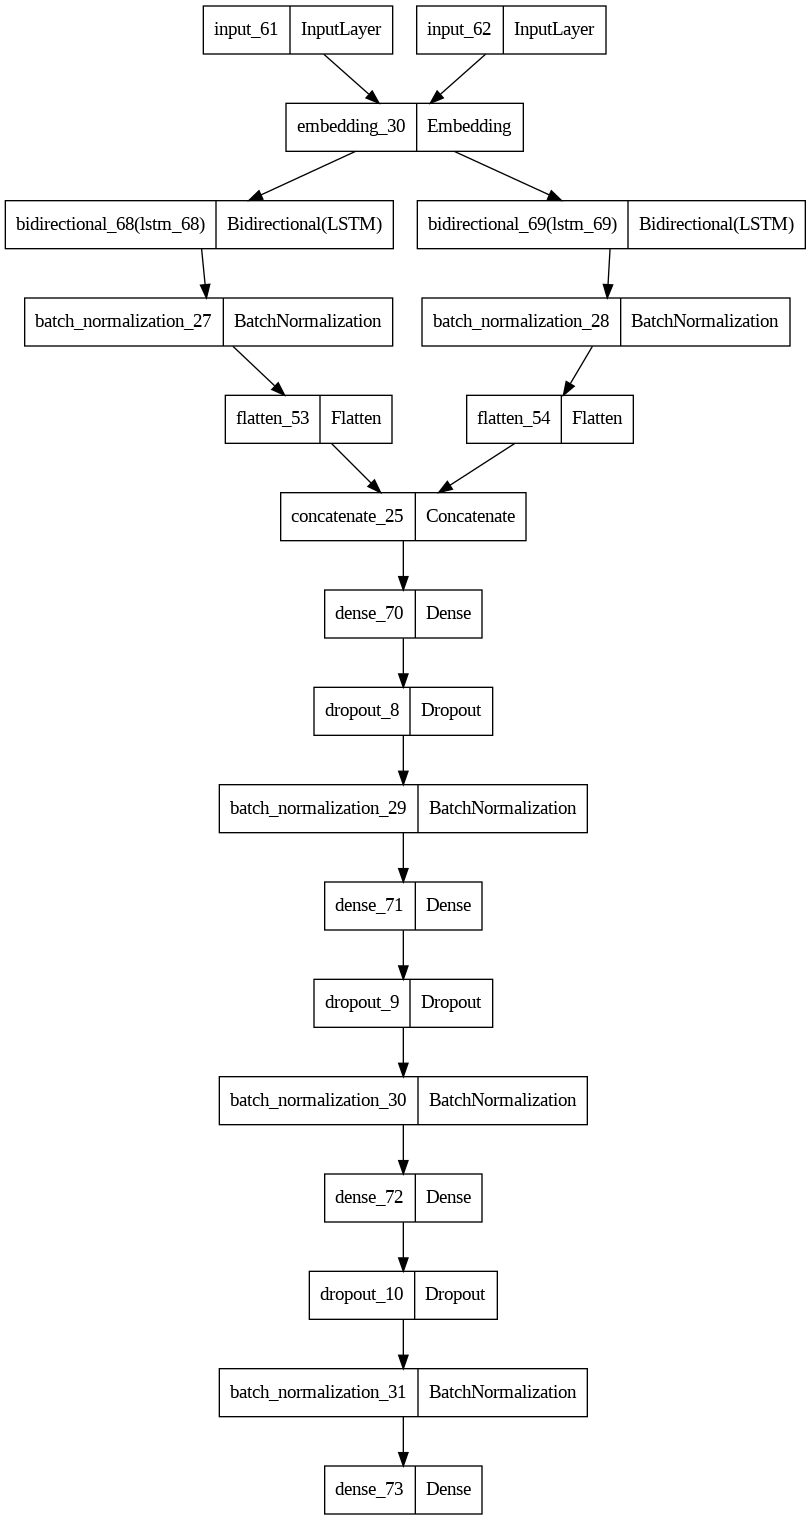 input_61 InputLayer input_62 InputLayer
embedding_30 Embedding
bidirectional_68(lstm_68) Bidirectional(LSTM) bidirectional_69(lstm_69) Bidirectional(LSTM)
batch_normalization_27 BatchNormalization batch_normalization_28 BatchNormalization
flatten_53 Flatten flatten_54 Flatten
concatenate_25 Concatenate
dense_70 Dense
dropout_8 Dropout
batch_normalization_29 BatchNormalization
dense_71 Dense
dropout_9 Dropout
batch_normalization_30 BatchNormalization
dense_72 Dense
dropout_10 Dropout
batch_normalization_31 BatchNormalization
dense_73 Dense